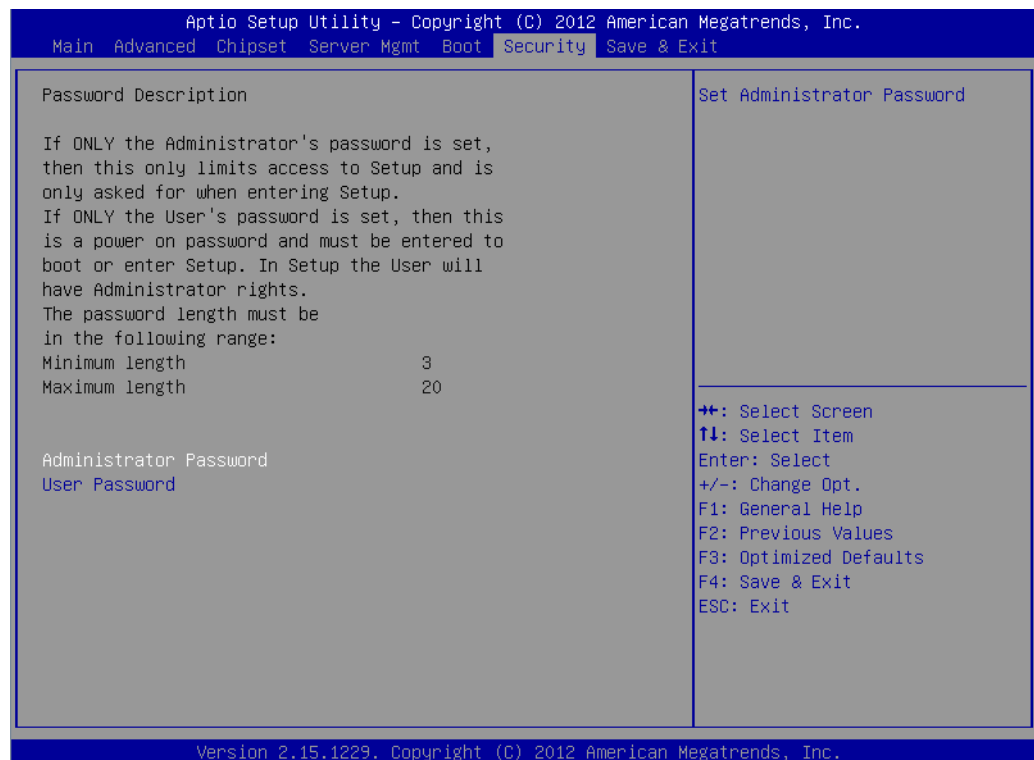 Aptio Setup Utility – Copyright (C) 2012 American Megatrends, Inc.
Main Advanced Chipset Server Mgmt Boot Security Save & Exit
Password Description
If ONLY the Administrator's password is set,
then this only limits access to Setup and is
only asked for when entering Setup.
If ONLY the User's password is set, then this
is a power on password and must be entered to
boot or enter Setup. In Setup the User will
have Administrator rights.
The password length must be
in the following range:
Minimum length 3
Maximum length 20
Administrator Password
User Password
Set Administrator Password
→←: Select Screen
↑↓: Select Item
Enter: Select
+/-: Change Opt.
F1: General Help
F2: Previous Values
F3: Optimized Defaults
F4: Save & Exit
ESC: Exit
Version 2.15.1229. Copyright (C) 2012 American Megatrends, Inc.